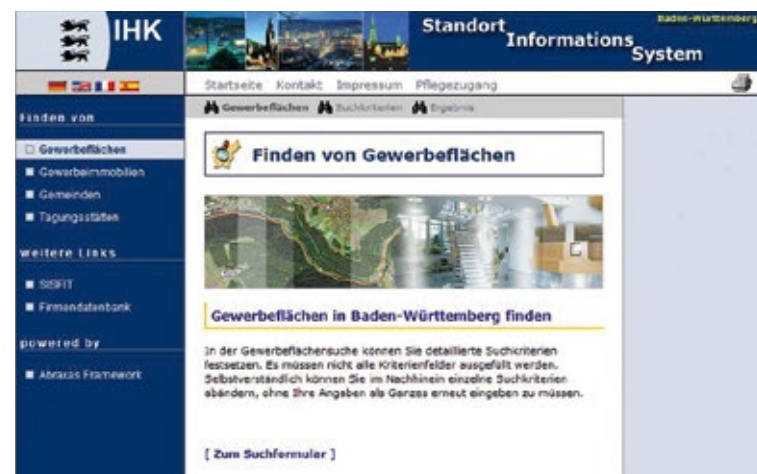 IHK
Standort
Informations
System
Baden-Württemberg
Startseite Kontakt Impressum Pflegezugang
Gewerbeflächen Suchkriterien Ergebnis
Finden von
Gewerbeflächen
Gewerbeimmobilien
Gemeinden
Tagungsstätten
weitere Links
SISFIT
Firmendatenbank
powered by
Abraxas Framework
Finden von Gewerbeflächen
Gewerbeflächen in Baden-Württemberg finden
In der Gewerbeflächensuche können Sie detaillierte Suchkriterien
festsetzen. Es müssen nicht alle Kriterienfelder ausgefüllt werden.
Selbstverständlich können Sie im Nachhinein einzelne Suchkriterien
abändern, ohne Ihre Angaben als Ganzes erneut eingeben zu müssen.
[ Zum Suchformular ]